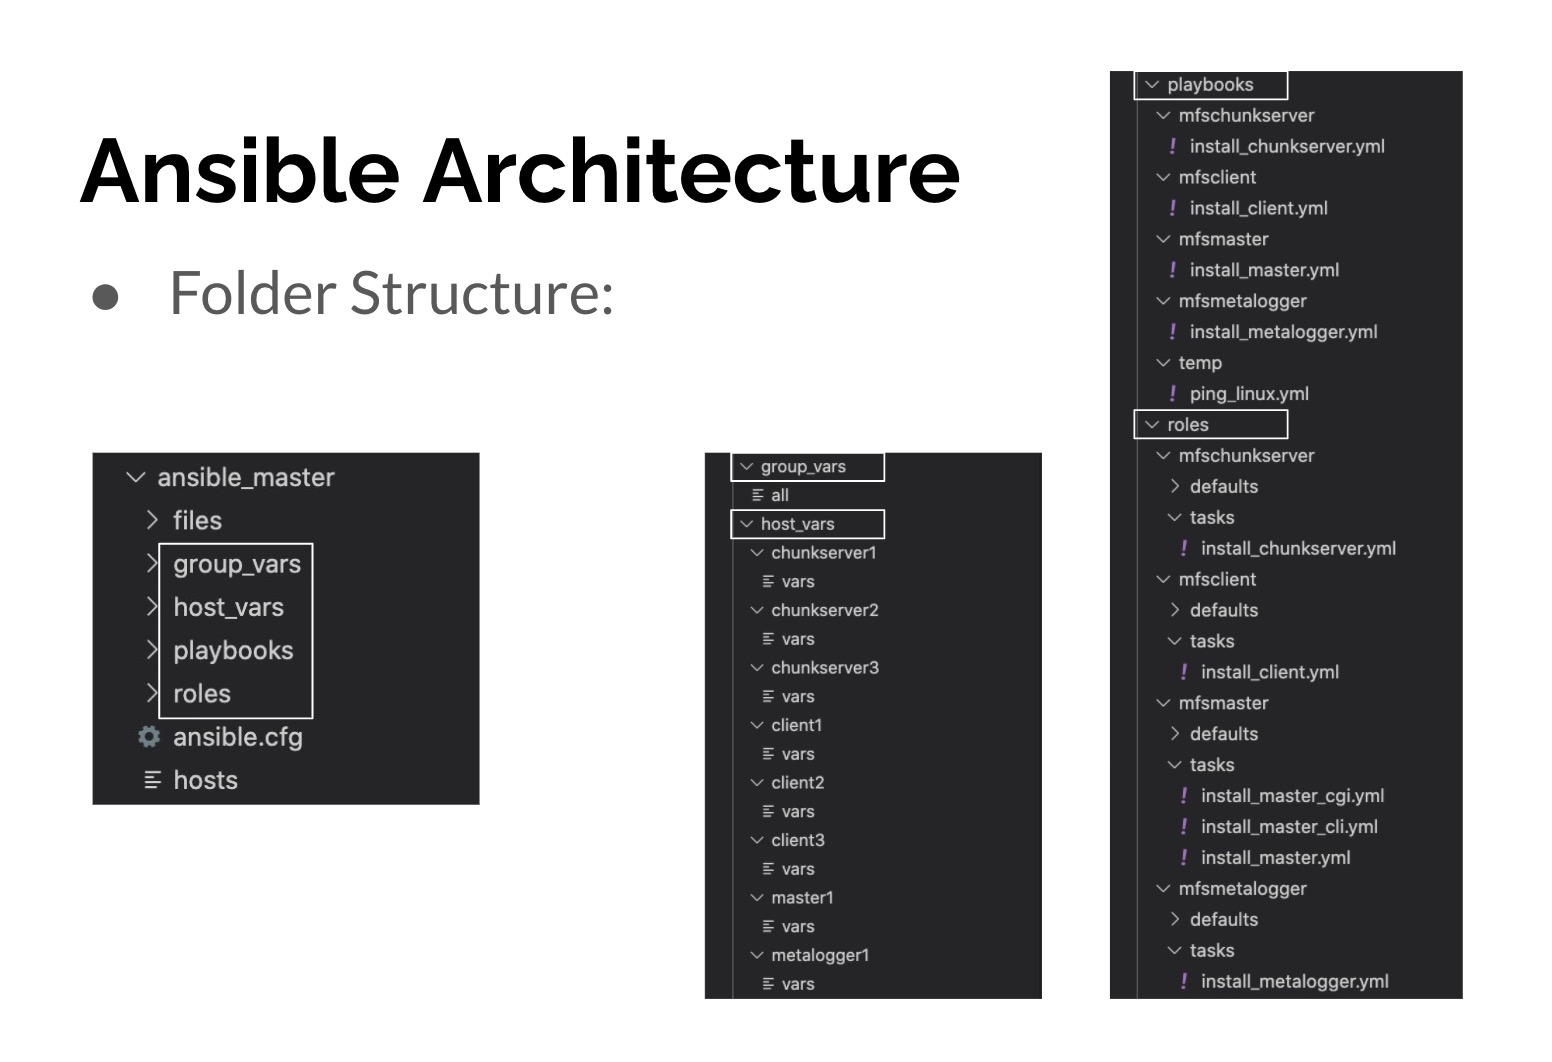 Ansible Architecture
● Folder Structure:
ansible_master
files
group_vars
host_vars
playbooks
roles
ansible.cfg
hosts
group_vars
all
host_vars
chunkserver1
vars
chunkserver2
vars
chunkserver3
vars
client1
vars
client2
vars
client3
vars
master1
vars
metalogger1
vars
playbooks
mfschunkserver
! install_chunkserver.yml
mfsclient
! install_client.yml
mfsmaster
! install_master.yml
mfsmetalogger
! install_metalogger.yml
temp
! ping_linux.yml
roles
mfschunkserver
defaults
tasks
! install_chunkserver.yml
mfsclient
defaults
tasks
! install_client.yml
mfsmaster
defaults
tasks
! install_master_cgi.yml
! install_master_cli.yml
! install_master.yml
mfsmetalogger
defaults
tasks
! install_metalogger.yml